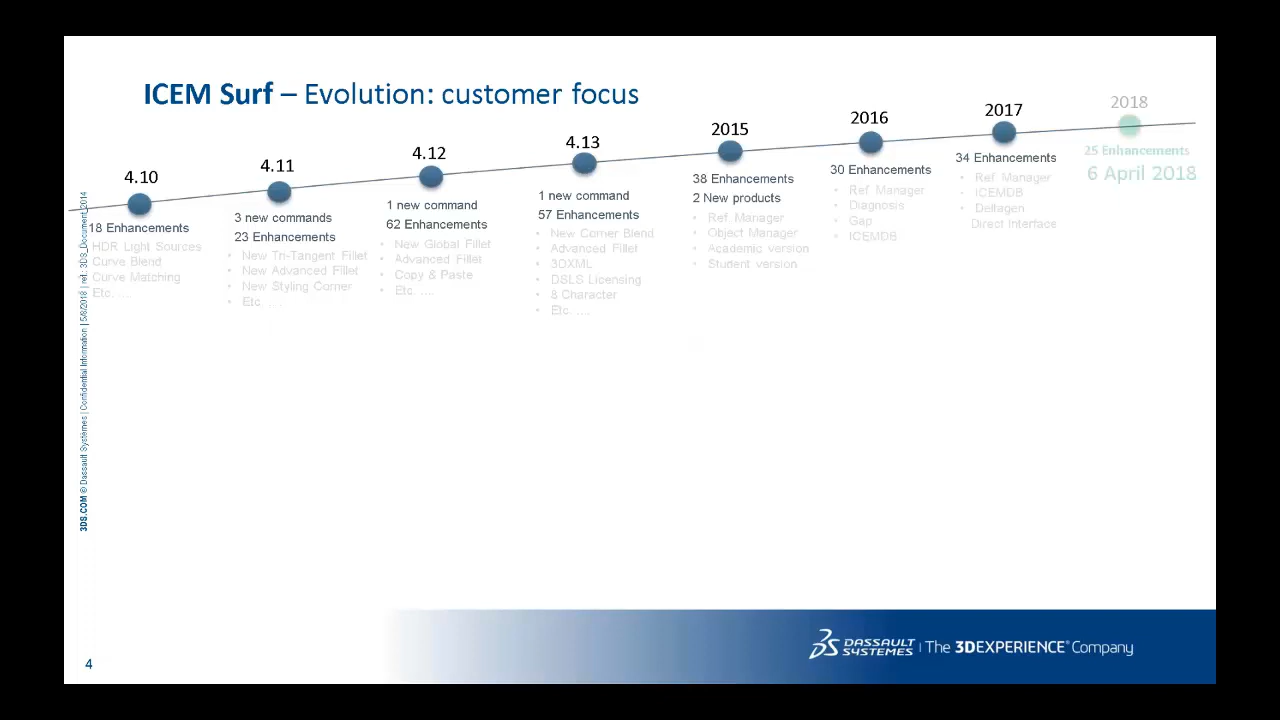 ICEM Surf – Evolution: customer focus
4.10
18 Enhancements
HDR Light Sources
Curve Blend
Curve Matching
Etc. ....
4.11
3 new commands
23 Enhancements
• New Tri-Tangent Fillet
• New Advanced Fillet
• New Styling Corner
• Etc. ....
4.12
1 new command
62 Enhancements
• New Global Fillet
• Advanced Fillet
• Copy & Paste
• Etc. ....
4.13
1 new command
57 Enhancements
• New Corner Blend
• Advanced Fillet
• 3DXML
• DSLS Licensing
• 8 Character
• Etc. ....
2015
38 Enhancements
2 New products
• Ref. Manager
• Object Manager
• Academic version
• Student version
2016
30 Enhancements
• Ref. Manager
• Diagnosis
• Gap
• ICEMDB
2017
34 Enhancements
• Ref. Manager
• ICEMDB
• Deltagen
Direct Interface
2018
25 Enhancements
6 April 2018
3DS.COM © Dassault Systèmes | Confidential Information | 5/8/2018 | ref.: 3DS_Document_2014
4
DASSAULT
SYSTEMES | The 3DEXPERIENCE® Company